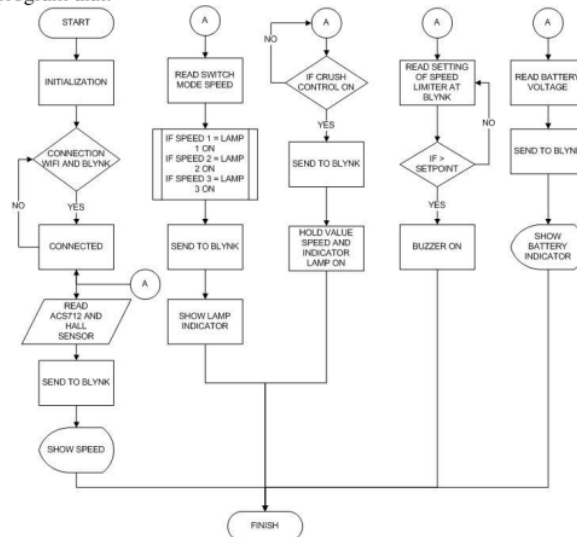 START
INITIALIZATION
CONNECTION
WIFI AND BLYNK
NO
YES
CONNECTED
A
READ
ACS712 AND
HALL
SENSOR
SEND TO BLYNK
SHOW SPEED
A
READ SWITCH
MODE SPEED
IF SPEED 1 = LAMP
1 ON
IF SPEED 2 = LAMP
2 ON
IF SPEED 3 = LAMP
3 ON
SEND TO BLYNK
SHOW LAMP
INDICATOR
A
NO
IF CRUSH
CONTROL ON
YES
SEND TO BLYNK
HOLD VALUE
SPEED AND
INDICATOR
LAMP ON
A
READ SETTING
OF SPEED
LIMITER AT
BLYNK
NO
IF >
SETPOINT
YES
BUZZER ON
A
READ BATTERY
VOLTAGE
SEND TO BLYNK
SHOW
BATTERY
INDICATOR
FINISH